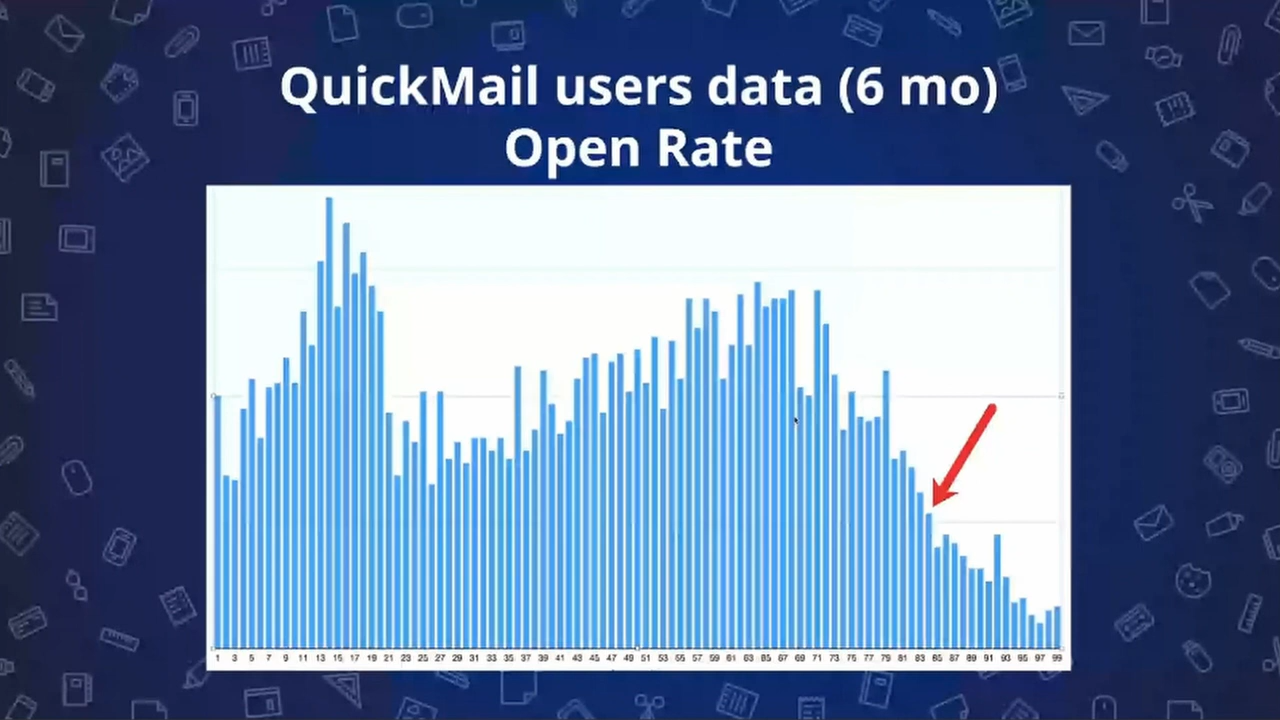 QuickMail users data (6 mo)
Open Rate
1 3 5 7 9 11 13 15 17 19 21 23 25 27 29 31 33 35 37 39 41 43 45 47 49 51 53 55 57 59 61 63 65 67 69 71 73 75 77 79 81 83 85 87 89 91 93 95 97 99